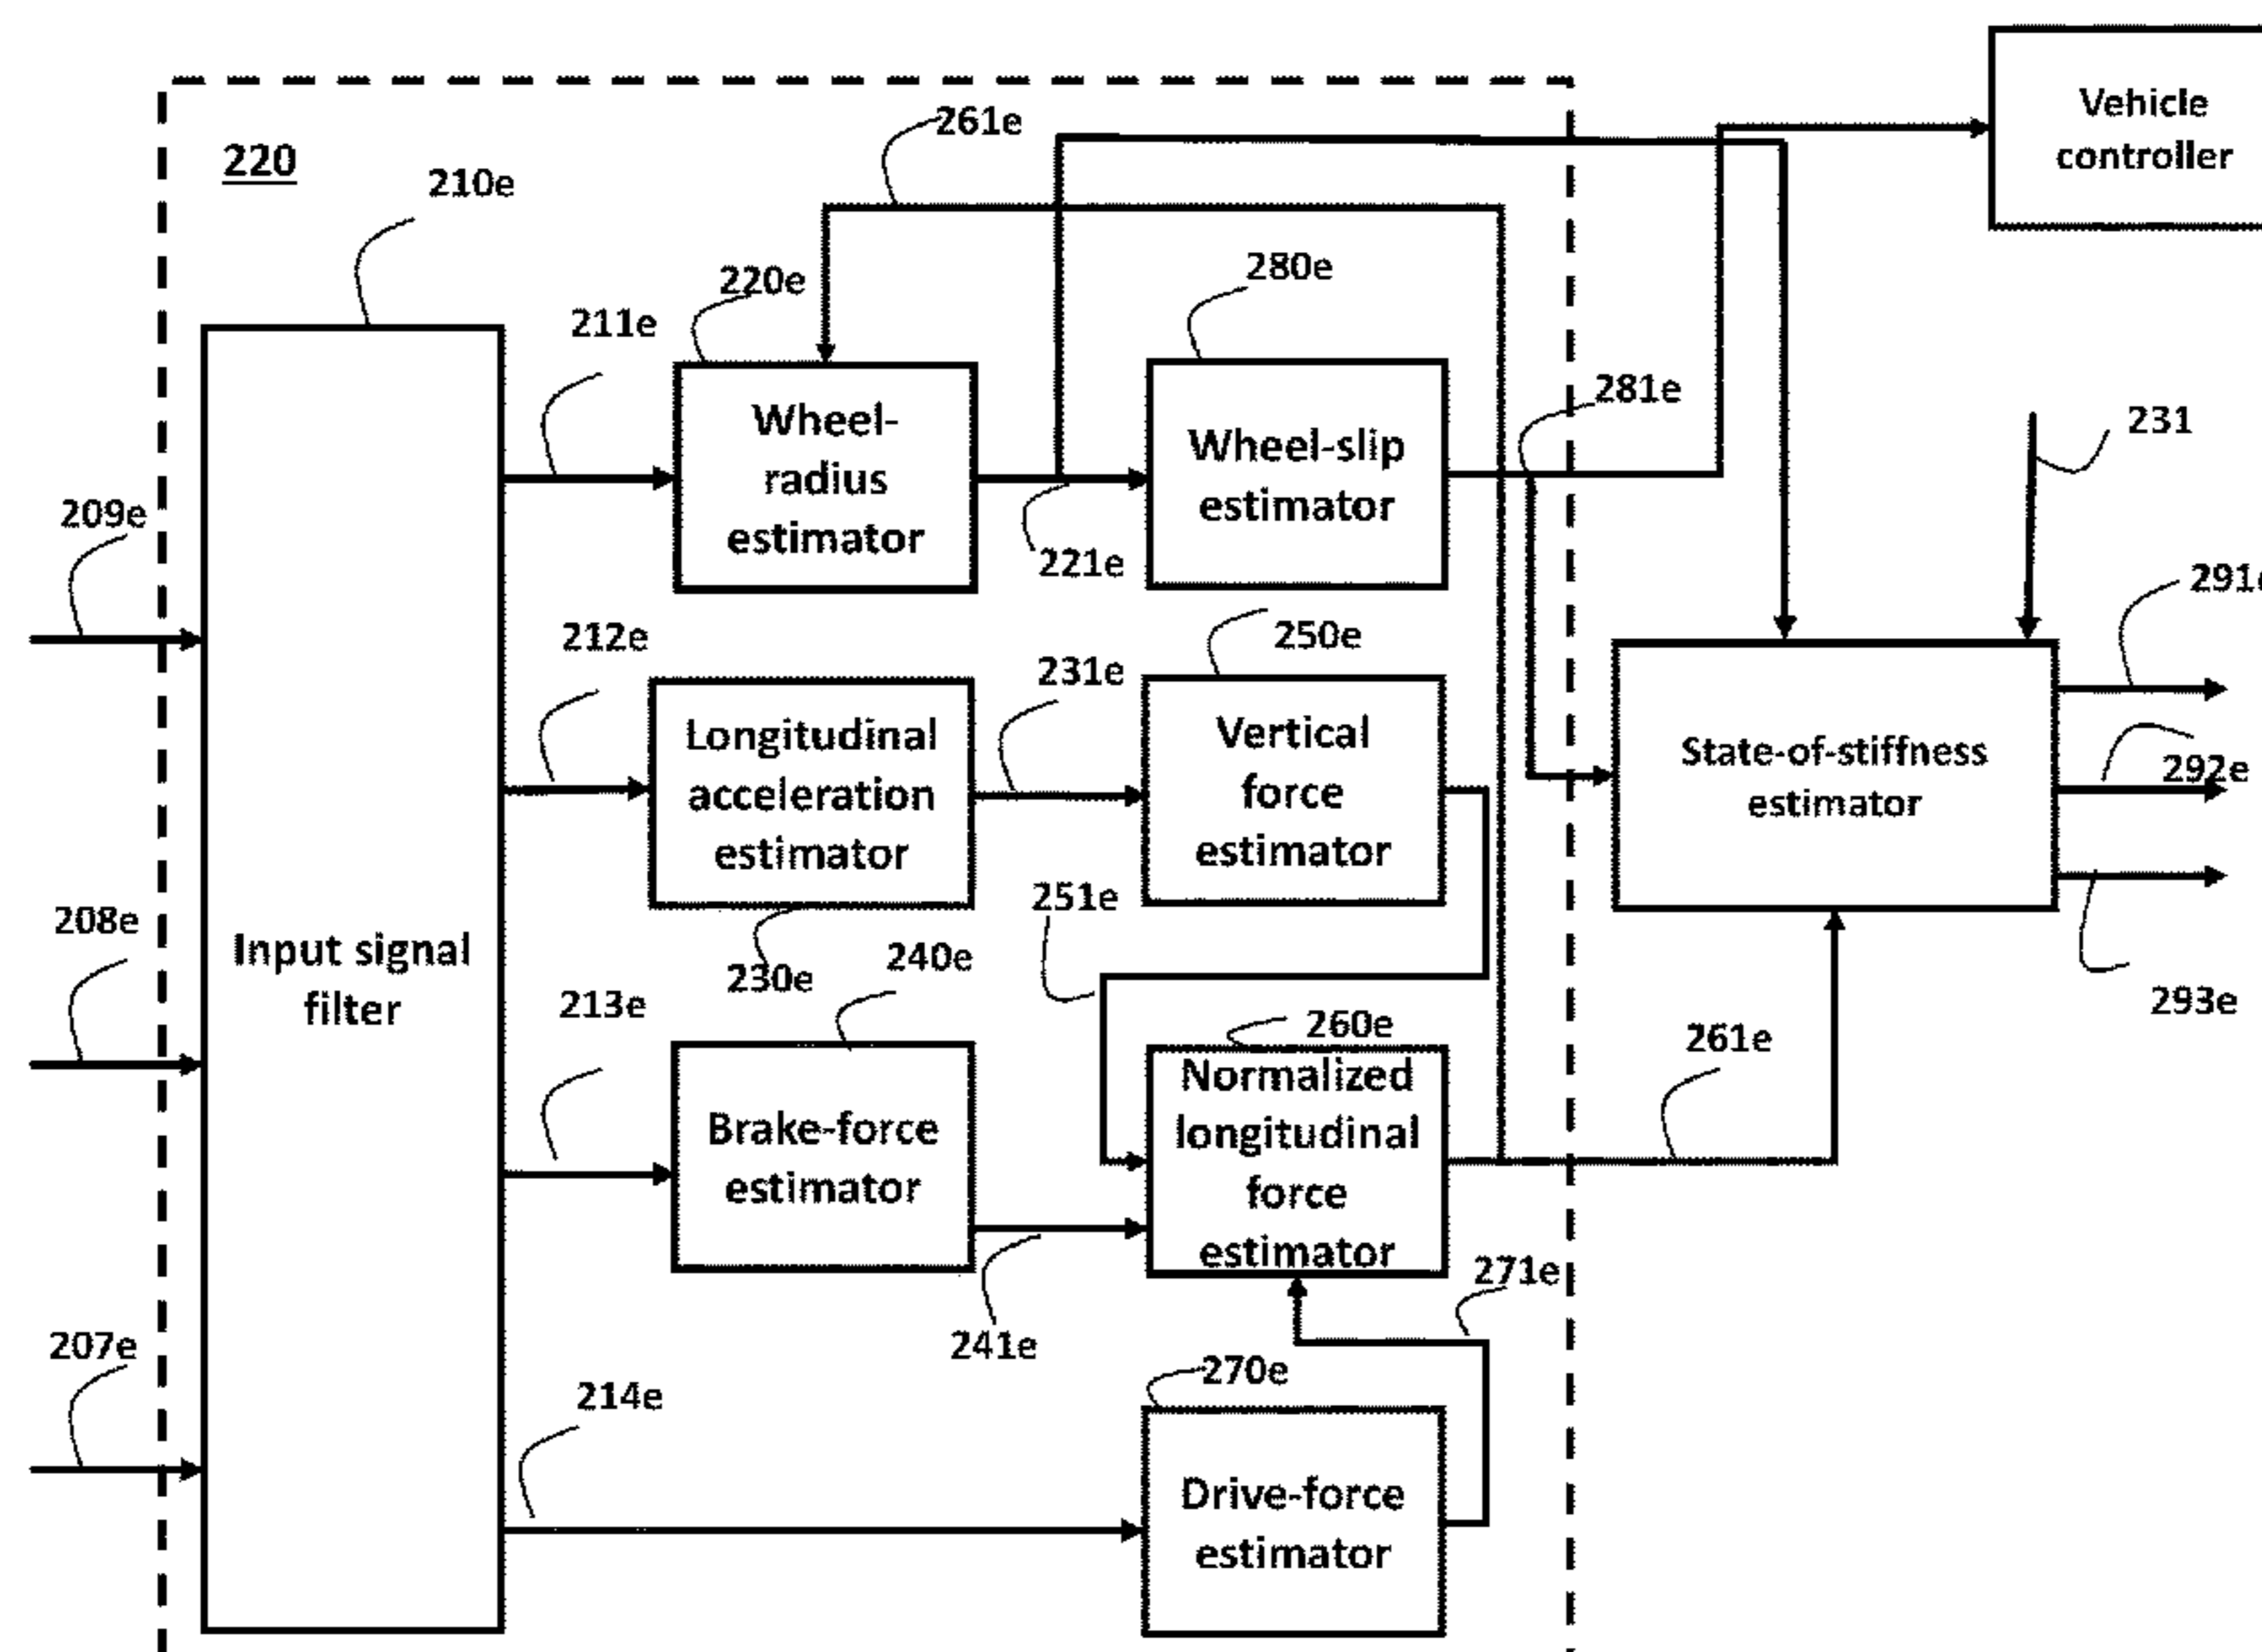 Vehicle
controller
261e
220
210e
220e
280e
211e
Wheel-
radius
estimator
Wheel-slip
estimator
281e
231
209e
221e
291e
212e
231e
250e
Longitudinal
acceleration
estimator
Vertical
force
estimator
State-of-stiffness
estimator
292e
251e
208e
Input signal
filter
230e
240e
293e
213e
260e
261e
Brake-force
estimator
Normalized
longitudinal
force
estimator
271e
207e
241e
270e
214e
Drive-force
estimator